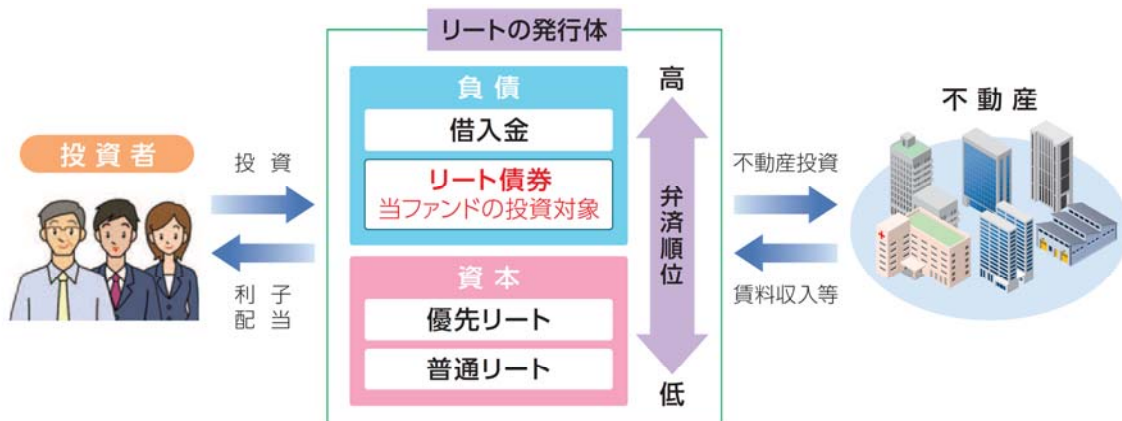 リートの発行体
投資者
投資
利子
配当
負債
借入金
リート債券
当ファンドの投資対象
資本
優先リート
普通リート
高
弁済順位
低
不動産投資
賃料収入等
不動産